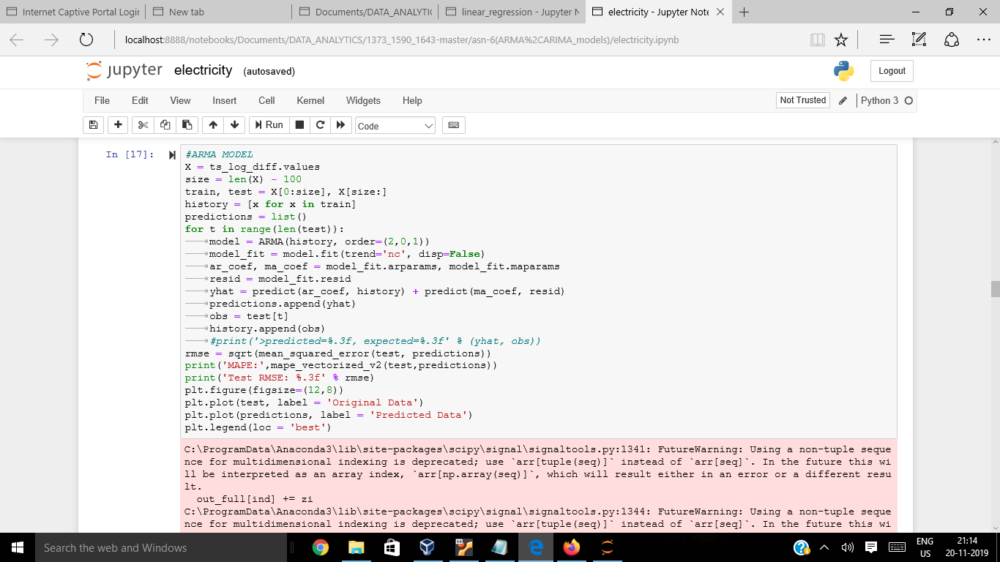 Internet Captive Portal Login
New tab
Documents/DATA_ANALYTIC
linear_regression - Jupyter N
electricity - Jupyter Note
localhost:8888/notebooks/Documents/DATA_ANALYTICS/1373_1590_1643-master/asn-6(ARMA%2CARIMA_models)/electricity.ipynb
jupyter electricity (autosaved)
Logout
File Edit View Insert Cell Kernel Widgets Help
Not Trusted
Python 3
Run
Code
In [17]:
#ARMA MODEL
X = ts_log_diff.values
size = len(X) - 100
train, test = X[0:size], X[size:]
history = [x for x in train]
predictions = list()
for t in range(len(test)):
model = ARMA(history, order=(2,0,1))
model_fit = model.fit(trend='nc', disp=False)
ar_coef, ma_coef = model_fit.arparams, model_fit.maparams
resid = model_fit.resid
yhat = predict(ar_coef, history) + predict(ma_coef, resid)
predictions.append(yhat)
obs = test[t]
history.append(obs)
#print('>predicted=%.3f, expected=%.3f' % (yhat, obs))
rmse = sqrt(mean_squared_error(test, predictions))
print('MAPE:',mape_vectorized_v2(test,predictions))
print('Test RMSE: %.3f' % rmse)
plt.figure(figsize=(12,8))
plt.plot(test, label = 'Original Data')
plt.plot(predictions, label = 'Predicted Data')
plt.legend(loc = 'best')
C:\ProgramData\Anaconda3\lib\site-packages\scipy\signal\signaltools.py:1341: FutureWarning: Using a non-tuple seque
nce for multidimensional indexing is deprecated; use `arr[tuple(seq)]` instead of `arr[seq]`. In the future this wi
ll be interpreted as an array index, `arr[np.array(seq)]`, which will result either in an error or a different resu
lt.
out_full[ind] += zi
C:\ProgramData\Anaconda3\lib\site-packages\scipy\signal\signaltools.py:1344: FutureWarning: Using a non-tuple seque
nce for multidimensional indexing is deprecated; use `arr[tuple(seq)]` instead of `arr[seq]`. In the future this wi
Search the web and Windows
ENG
US
21:14
20-11-2019